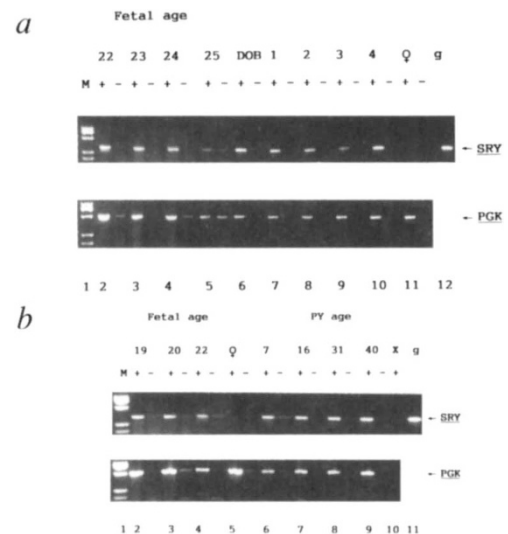 a
Fetal age
22 23 24 25 DOB 1 2 3 4 ♀ g
M + - + - + - + - + - + - + - + - + - + - -
← SRY
← PGK
1 2 3 4 5 6 7 8 9 10 11 12
b
Fetal age PY age
19 20 22 ♀ 7 16 31 40 X g
M + - + - + - + - + - + - + - + - +
← SRY
← PGK
1 2 3 4 5 6 7 8 9 10 11